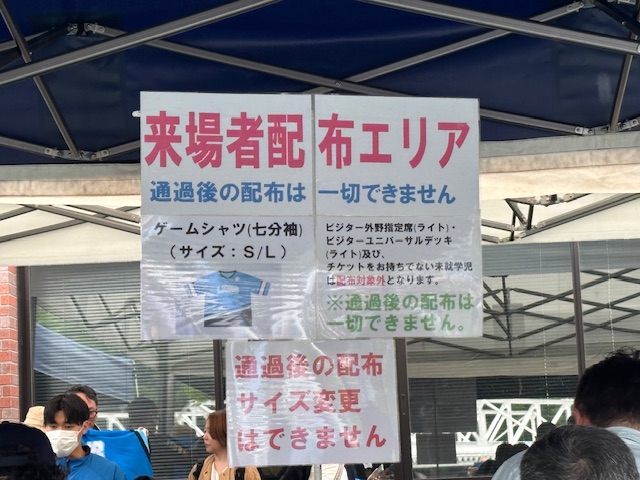 来場者配布エリア
通過後の配布は 一切できません
ゲームシャツ(七分袖)
(サイズ:S/L)
ビジター外野指定席(ライト)・
ビジターユニバーサルデッキ
(ライト)及び、
チケットをお持ちでない未就学児
は配布対象外となります。
※通過後の配布は
一切できません。
通過後の配布
サイズ変更
はできません